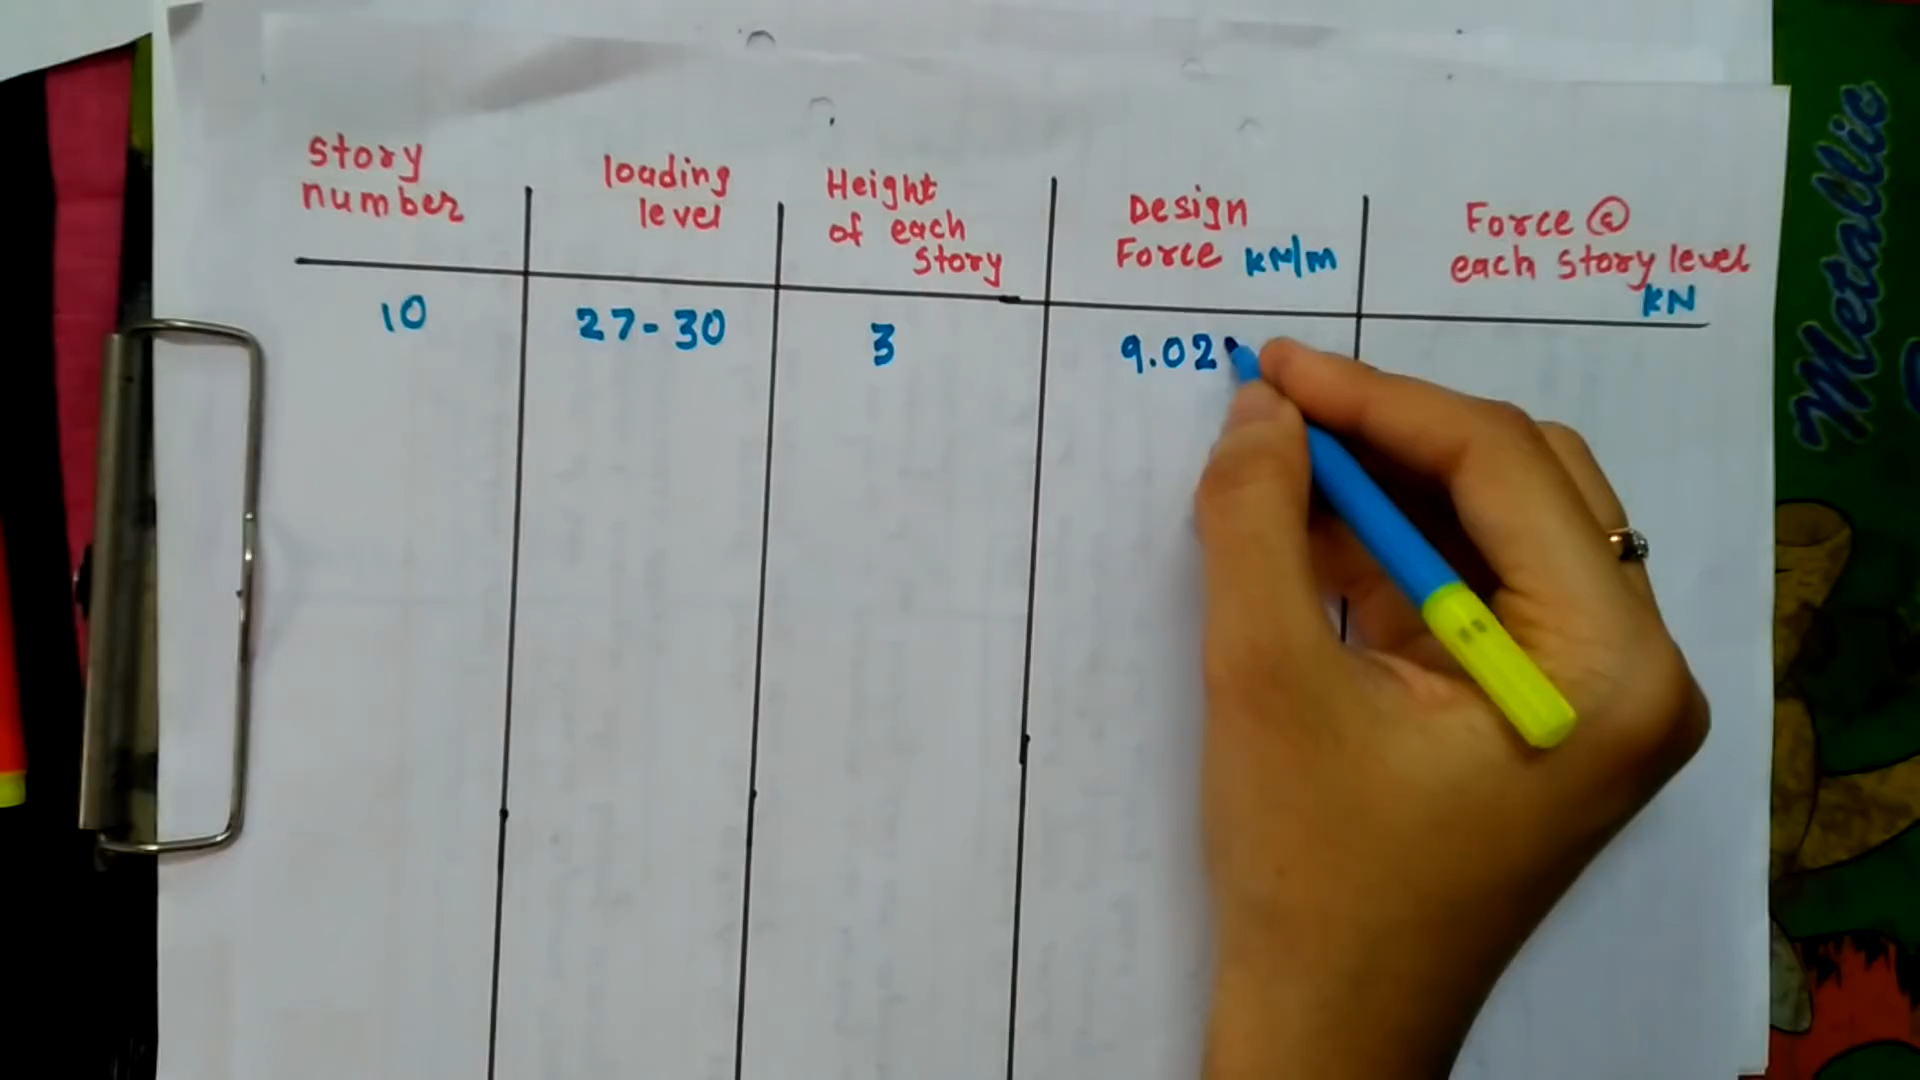 Story
number
loading
level
Height
of each
Story
Design
Force kN/m
Force @
each Story level
kN
10
27-30
3
9.02
Metallic